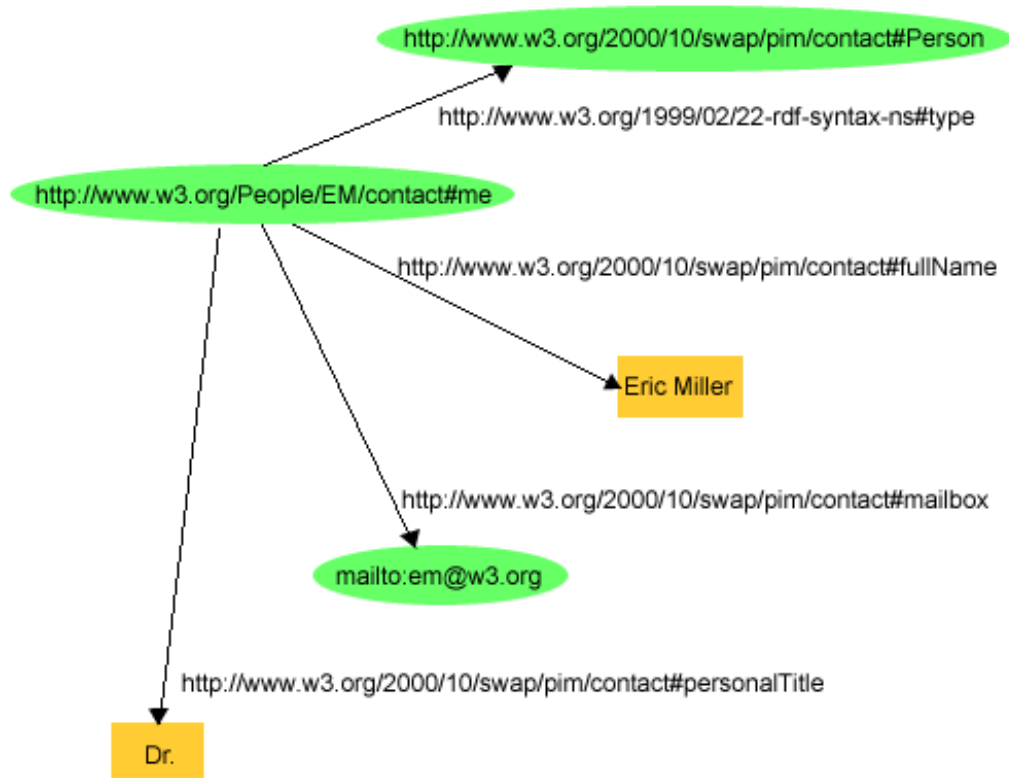 http://www.w3.org/2000/10/swap/pim/contact#Person
http://www.w3.org/1999/02/22-rdf-syntax-ns#type
http://www.w3.org/People/EM/contact#me
http://www.w3.org/2000/10/swap/pim/contact#fullName
Eric Miller
http://www.w3.org/2000/10/swap/pim/contact#mailbox
mailto:em@w3.org
http://www.w3.org/2000/10/swap/pim/contact#personalTitle
Dr.